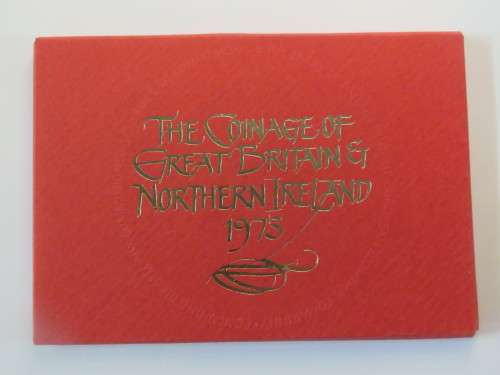 THE COINAGE OF
GREAT BRITAIN &
NORTHERN IRELAND
1975